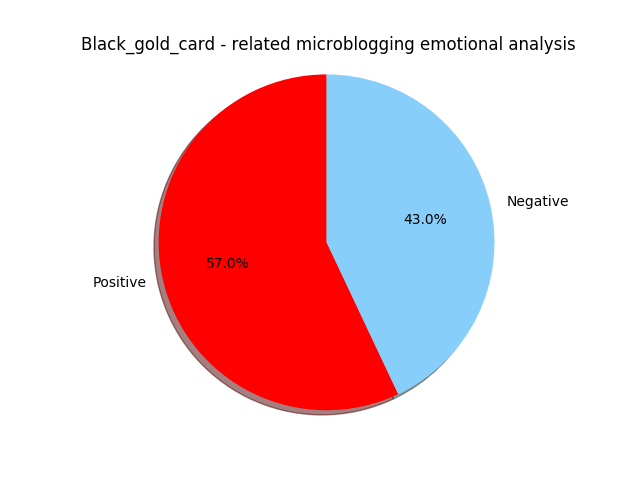 Black_gold_card - related microblogging emotional analysis
Negative
43.0%
57.0%
Positive